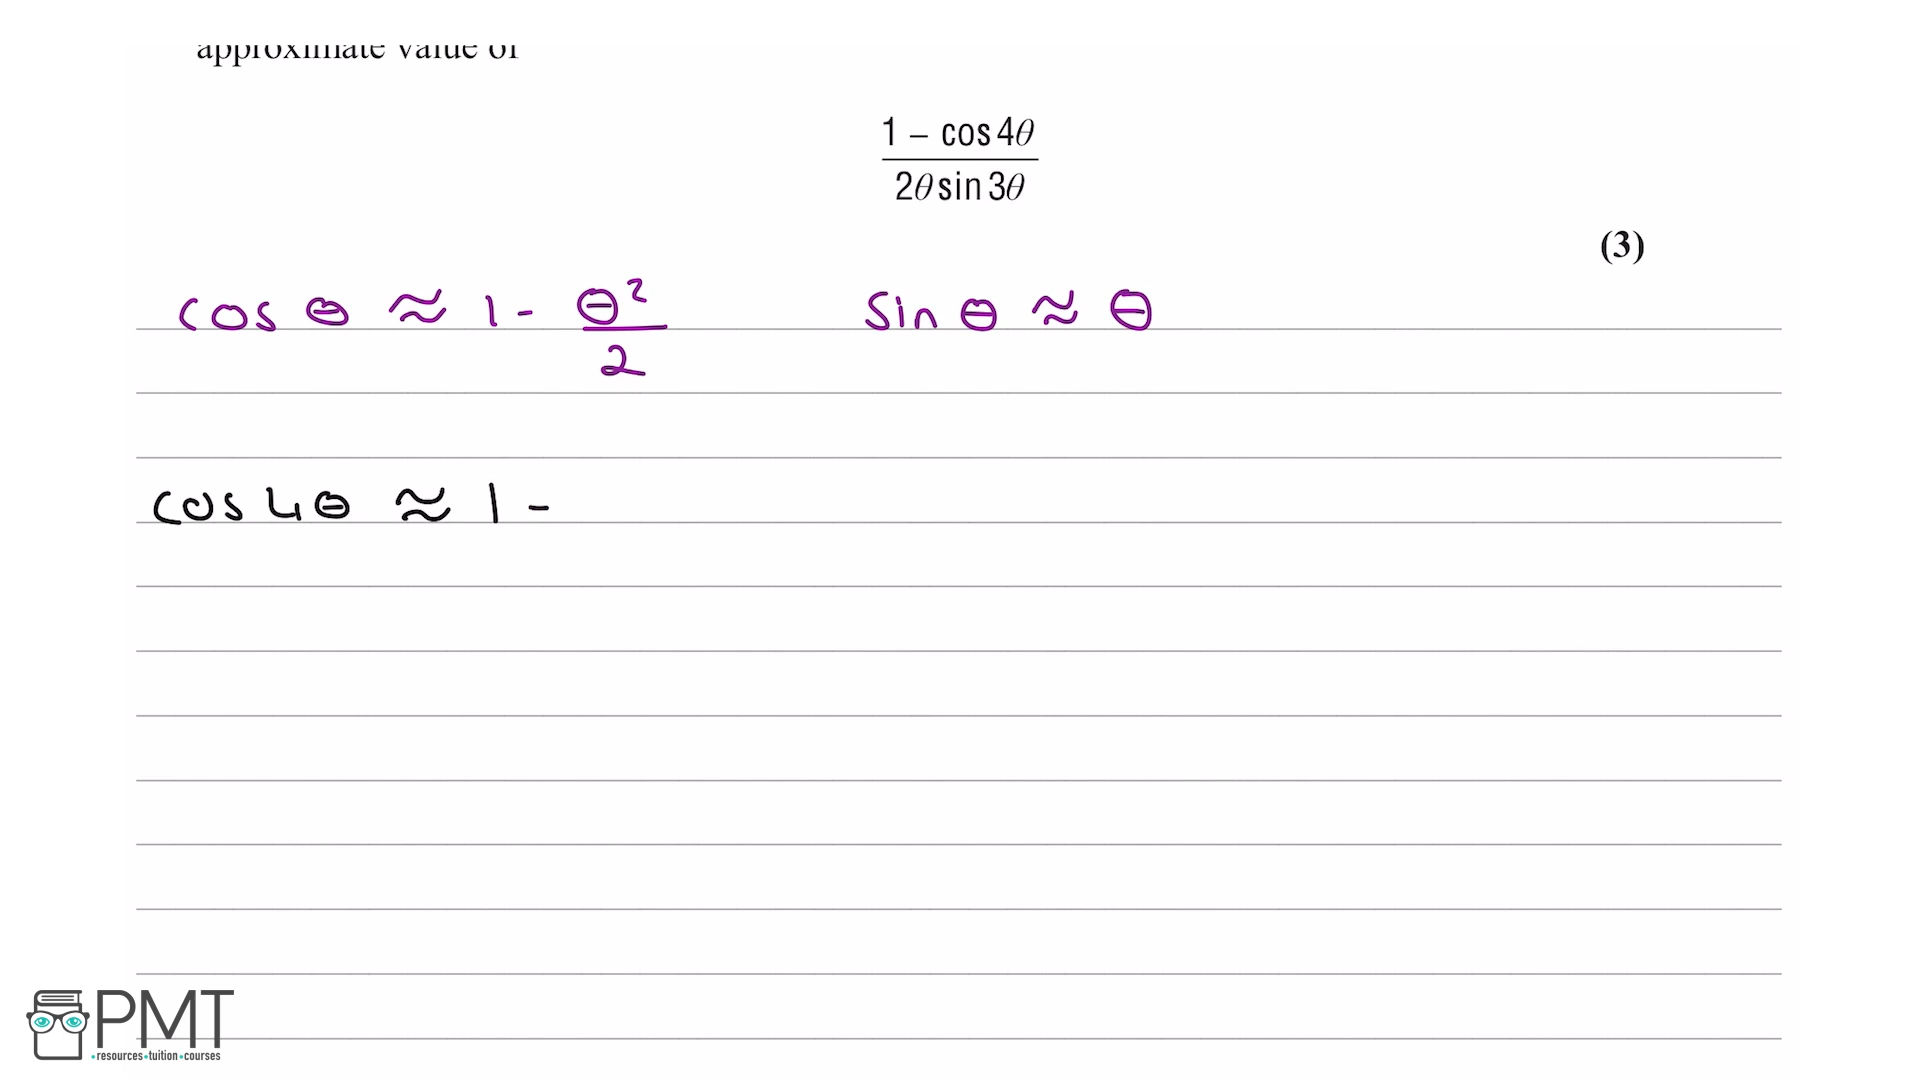 approximate value of
1 – cos 4θ
2θ sin 3θ
(3)
cos θ ≈ 1 - θ²/2 sin θ ≈ θ
cos 4θ ≈ 1 -
PMT
•resources•tuition•courses